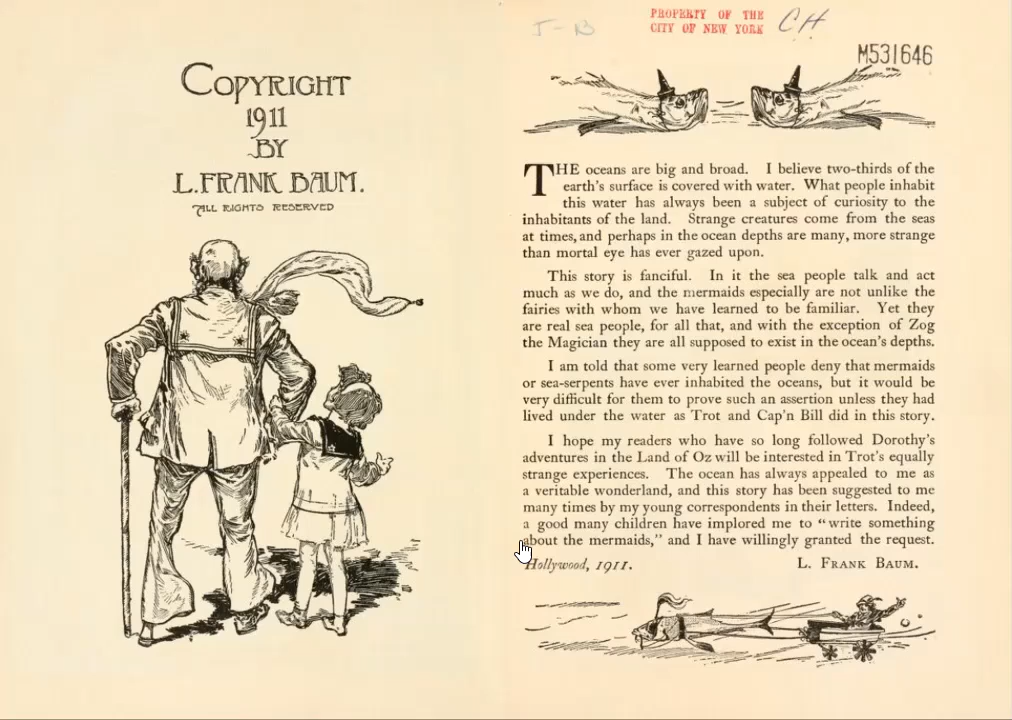 COPYRIGHT
1911
BY
L. FRANK BAUM.
ALL RIGHTS RESERVED
J-B
PROPERTY OF THE
CITY OF NEW YORK
CH
M531646
THE oceans are big and broad. I believe two-thirds of the
earth's surface is covered with water. What people inhabit
this water has always been a subject of curiosity to the
inhabitants of the land. Strange creatures come from the seas
at times, and perhaps in the ocean depths are many, more strange
than mortal eye has ever gazed upon.
This story is fanciful. In it the sea people talk and act
much as we do, and the mermaids especially are not unlike the
fairies with whom we have learned to be familiar. Yet they
are real sea people, for all that, and with the exception of Zog
the Magician they are all supposed to exist in the ocean's depths.
I am told that some very learned people deny that mermaids
or sea-serpents have ever inhabited the oceans, but it would be
very difficult for them to prove such an assertion unless they had
lived under the water as Trot and Cap'n Bill did in this story.
I hope my readers who have so long followed Dorothy's
adventures in the Land of Oz will be interested in Trot's equally
strange experiences. The ocean has always appealed to me as
a veritable wonderland, and this story has been suggested to me
many times by my young correspondents in their letters. Indeed,
a good many children have implored me to "write something
about the mermaids," and I have willingly granted the request.
Hollywood, 1911. L. FRANK BAUM.